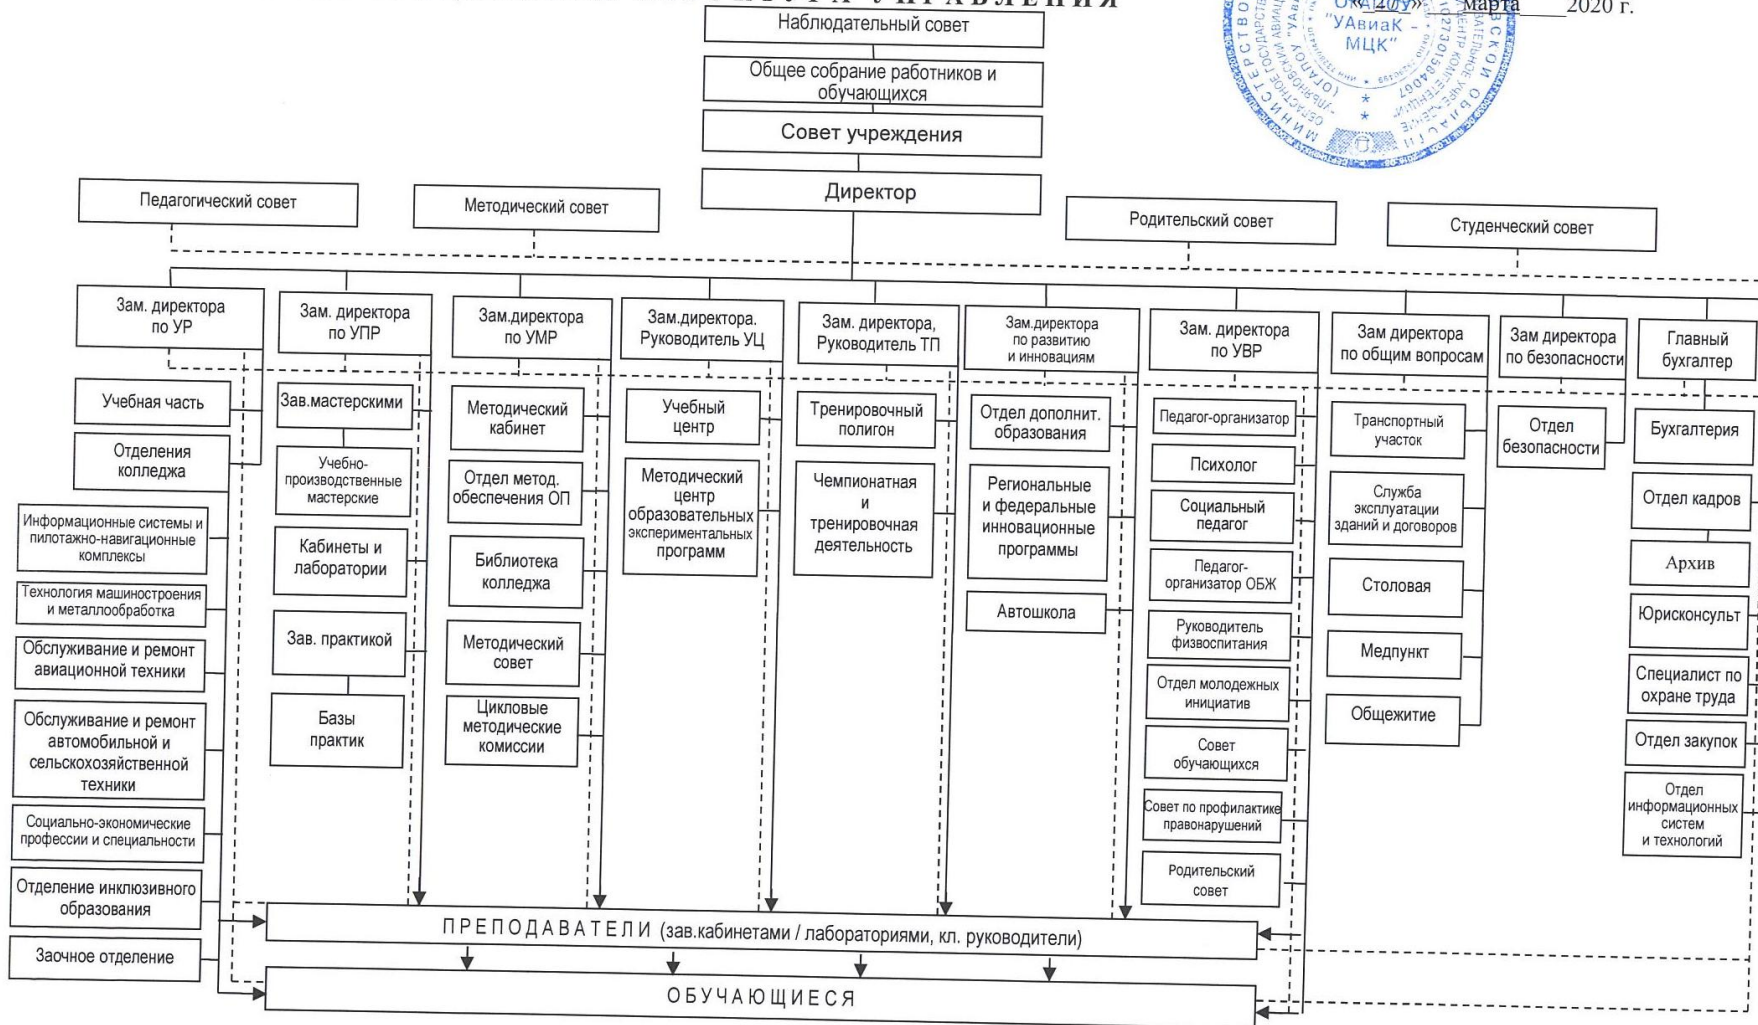 СТРУКТУРА УПРАВЛЕНИЯ
«_20_»___марта____2020 г.
"УАвиаК -
МЦК"
Наблюдательный совет
Общее собрание работников и
обучающихся
Совет учреждения
Директор
Педагогический совет
Методический совет
Родительский совет
Студенческий совет
Зам. директора
по УР
Зам. директора
по УПР
Зам.директора
по УМР
Зам.директора.
Руководитель УЦ
Зам. директора,
Руководитель ТП
Зам.директора
по развитию
и инновациям
Зам. директора
по УВР
Зам директора
по общим вопросам
Зам директора
по безопасности
Главный
бухгалтер
Учебная часть
Отделения
колледжа
Информационные системы и
пилотажно-навигационные
комплексы
Технология машиностроения
и металлообработка
Обслуживание и ремонт
авиационной техники
Обслуживание и ремонт
автомобильной и
сельскохозяйственной
техники
Социально-экономические
профессии и специальности
Отделение инклюзивного
образования
Заочное отделение
Зав.мастерскими
Учебно-
производственные
мастерские
Кабинеты и
лаборатории
Зав. практикой
Базы
практик
Методический
кабинет
Отдел метод.
обеспечения ОП
Библиотека
колледжа
Методический
совет
Цикловые
методические
комиссии
Учебный
центр
Методический
центр
образовательных
экспериментальных
программ
Тренировочный
полигон
Чемпионатная
и
тренировочная
деятельность
Отдел дополнит.
образования
Региональные
и федеральные
инновационные
программы
Автошкола
Педагог-организатор
Психолог
Социальный
педагог
Педагог-
организатор ОБЖ
Руководитель
физвоспитания
Отдел молодежных
инициатив
Совет
обучающихся
Совет по профилактике
правонарушений
Родительский
совет
Транспортный
участок
Служба
эксплуатации
зданий и договоров
Столовая
Медпункт
Общежитие
Отдел
безопасности
Бухгалтерия
Отдел кадров
Архив
Юрисконсульт
Специалист по
охране труда
Отдел закупок
Отдел
информационных
систем
и технологий
ПРЕПОДАВАТЕЛИ (зав.кабинетами / лабораториями, кл. руководители)
ОБУЧАЮЩИЕСЯ